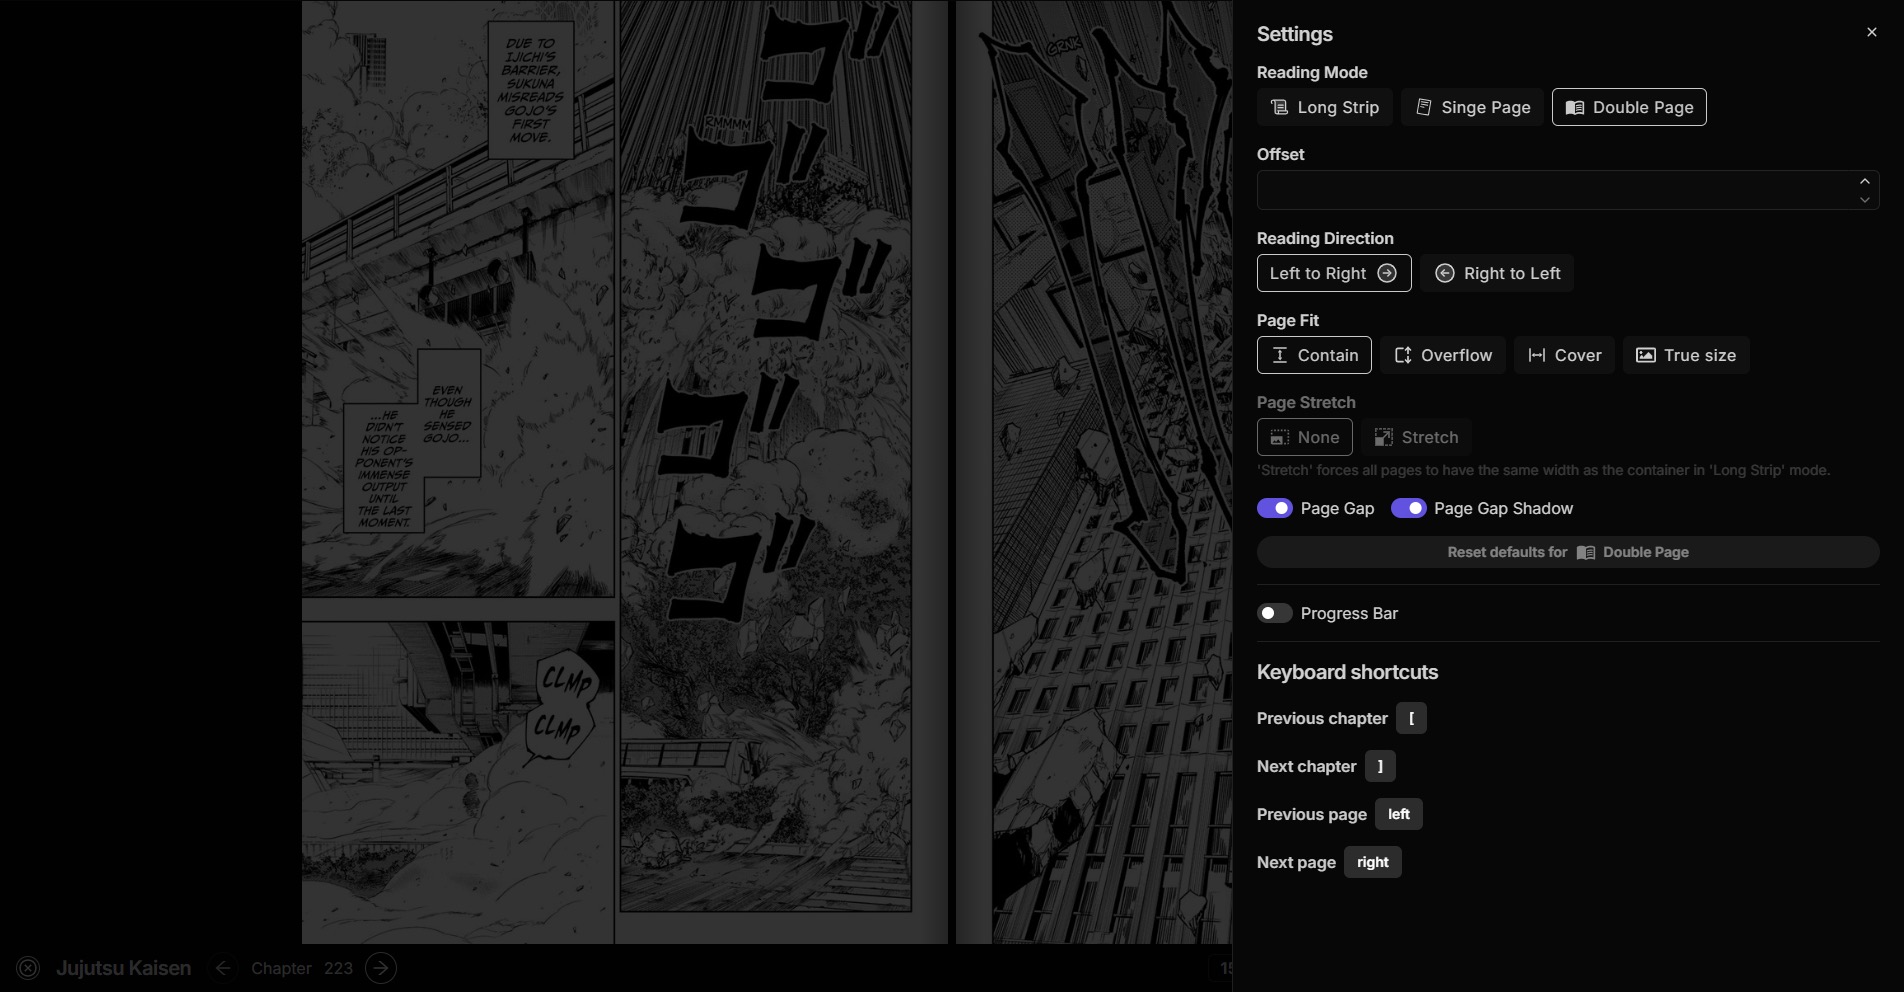 DUE TO
IJICHI'S
BARRIER,
SUKUNA
MISREADS
GOJO'S
FIRST
MOVE.
EVEN
THOUGH
HE
SENSED
GOJO...
...HE
DIDN'T
NOTICE
HIS OP-
PONENT'S
IMMENSE
OUTPUT
UNTIL
THE LAST
MOMENT.
CLMP
CLMP
RMMMM
ゴ
ゴ
ゴ
ゴ
ゴ
GRNK
Jujutsu Kaisen
Chapter 223
15
Settings
Reading Mode
Long Strip
Singe Page
Double Page
Offset
Reading Direction
Left to Right
Right to Left
Page Fit
Contain
Overflow
Cover
True size
Page Stretch
None
Stretch
'Stretch' forces all pages to have the same width as the container in 'Long Strip' mode.
Page Gap
Page Gap Shadow
Reset defaults for Double Page
Progress Bar
Keyboard shortcuts
Previous chapter [
Next chapter ]
Previous page left
Next page right